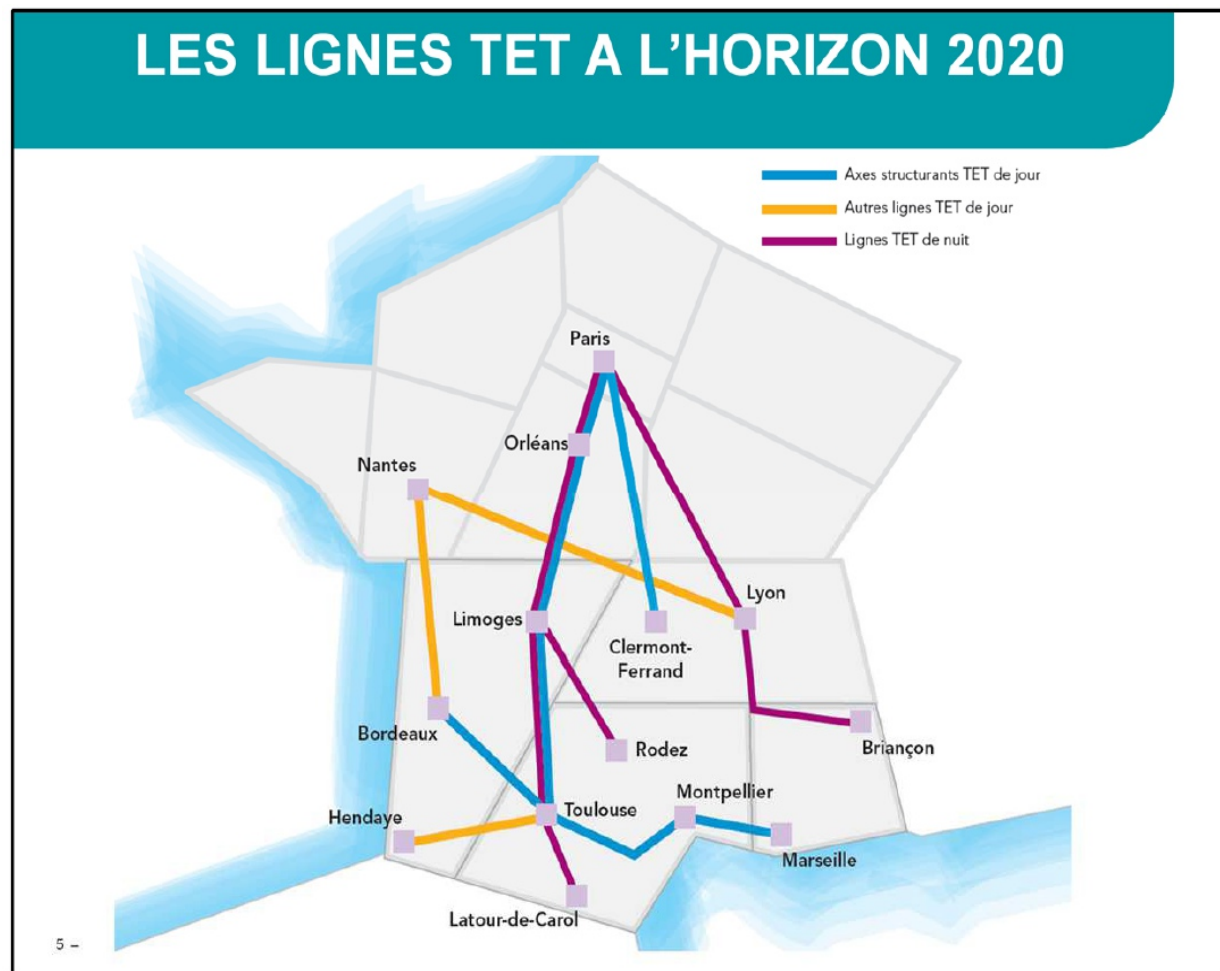 LES LIGNES TET A L'HORIZON 2020
Axes structurants TET de jour
Autres lignes TET de jour
Lignes TET de nuit
Paris
Orléans
Nantes
Limoges
Clermont-
Ferrand
Lyon
Bordeaux
Rodez
Briançon
Hendaye
Toulouse
Montpellier
Marseille
Latour-de-Carol
5 –